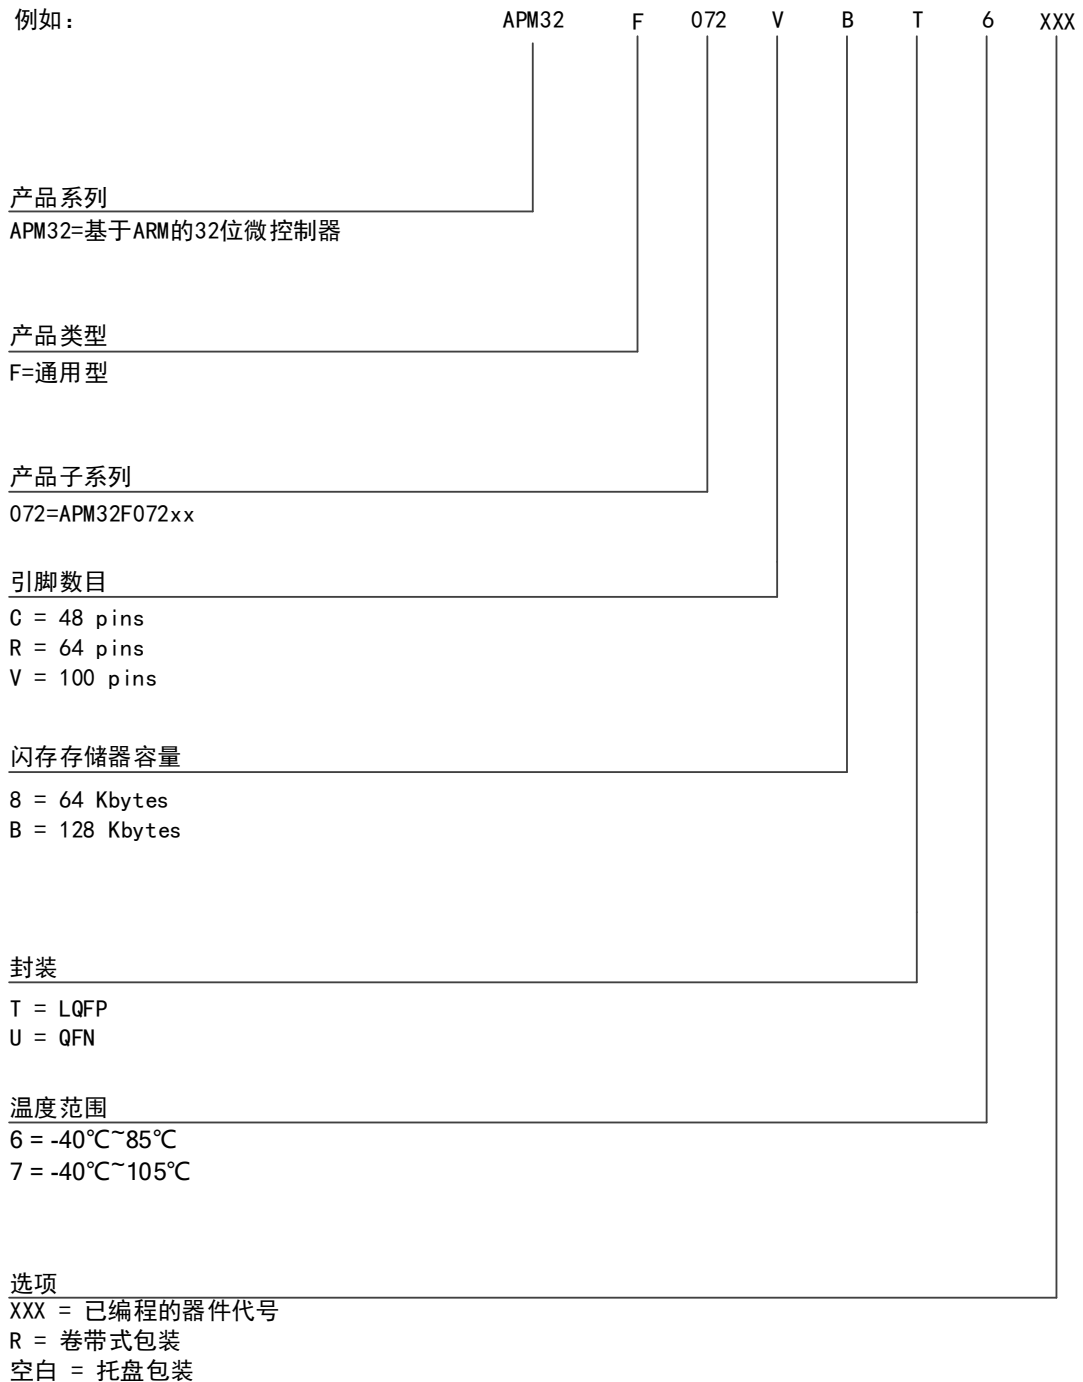 例如： APM32 F 072 V B T 6 XXX
产品系列
APM32=基于ARM的32位微控制器
产品类型
F=通用型
产品子系列
072=APM32F072xx
引脚数目
C = 48 pins
R = 64 pins
V = 100 pins
闪存存储器容量
8 = 64 Kbytes
B = 128 Kbytes
封装
T = LQFP
U = QFN
温度范围
6 = -40℃~85℃
7 = -40℃~105℃
选项
XXX = 已编程的器件代号
R = 卷带式包装
空白 = 托盘包装